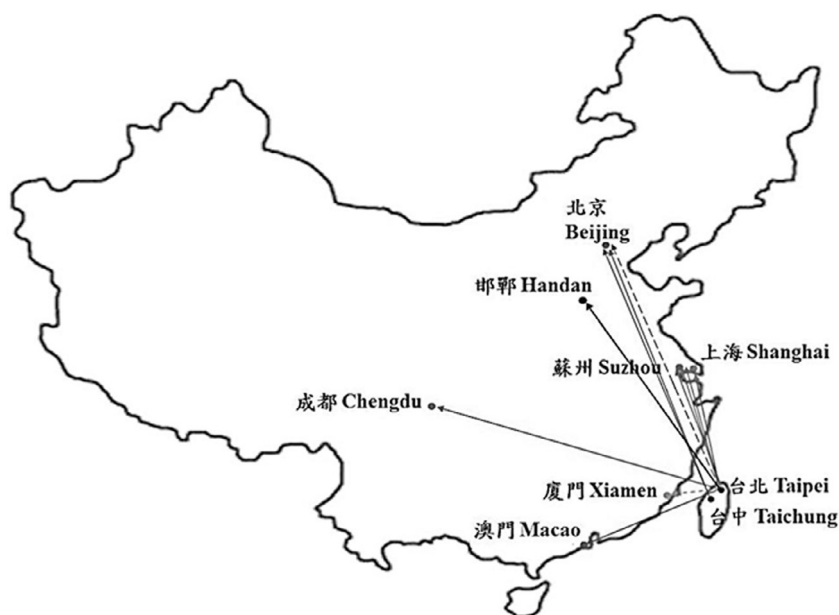 北京
Beijing
邯鄲 Handan
蘇州 Suzhou
上海 Shanghai
成都 Chengdu
廈門 Xiamen
台北 Taipei
台中 Taichung
澳門 Macao